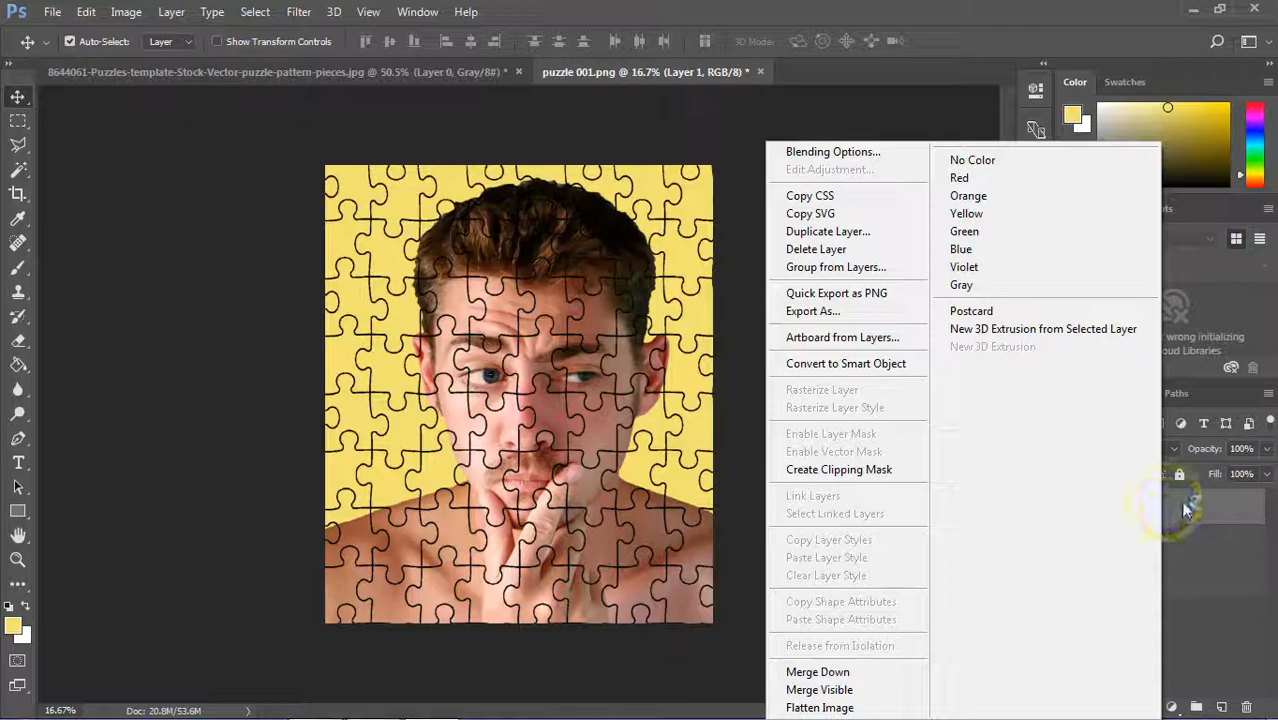 Ps File Edit Image Layer Type Select Filter 3D View Window Help
Auto-Select: Layer Show Transform Controls 3D Mode:
8644061-Puzzles-template-Stock-Vector-puzzle-pattern-pieces.jpg @ 50.5% (Layer 0, Gray/8#) * × puzzle 001.png @ 16.7% (Layer 1, RGB/8) * ×
Color Swatches
Blending Options...
Edit Adjustment...
Copy CSS
Copy SVG
Duplicate Layer...
Delete Layer
Group from Layers...
Quick Export as PNG
Export As...
Artboard from Layers...
Convert to Smart Object
Rasterize Layer
Rasterize Layer Style
Enable Layer Mask
Enable Vector Mask
Create Clipping Mask
Link Layers
Select Linked Layers
Copy Layer Styles
Paste Layer Style
Clear Layer Style
Copy Shape Attributes
Paste Shape Attributes
Release from Isolation
Merge Down
Merge Visible
Flatten Image
No Color
Red
Orange
Yellow
Green
Blue
Violet
Gray
Postcard
New 3D Extrusion from Selected Layer
New 3D Extrusion
nts
t wrong initializing
oud Libraries
Paths
Opacity: 100%
Fill: 100%
16.67% Doc: 20.8M/53.6M